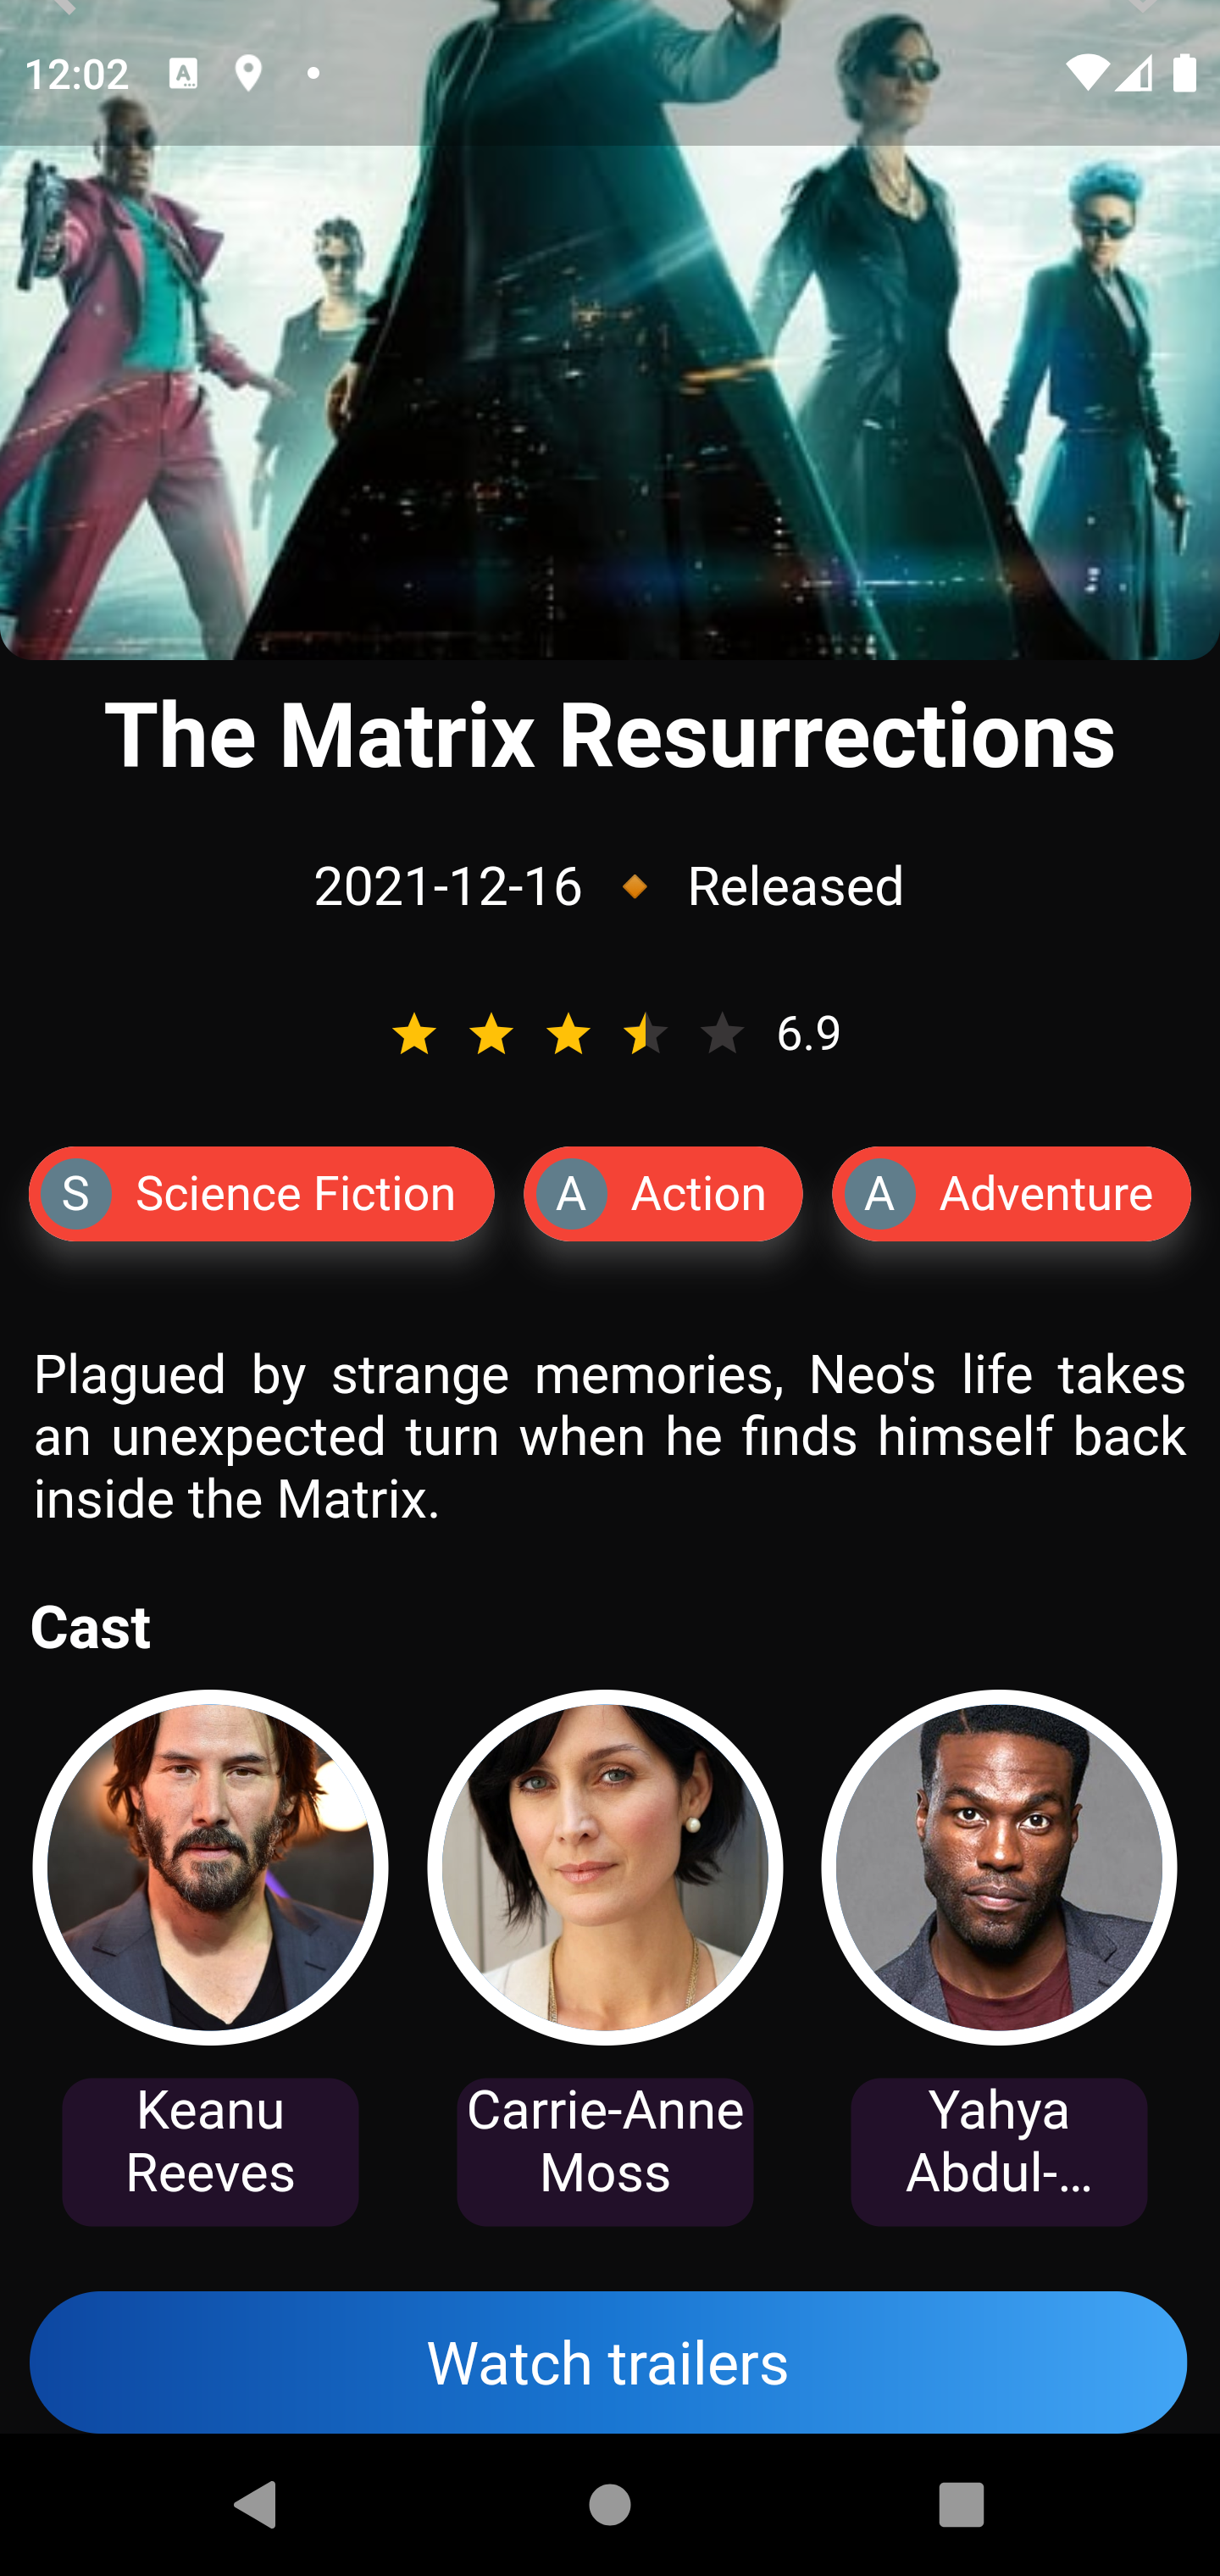 12:02
The Matrix Resurrections
2021-12-16 🔸 Released
6.9
S Science Fiction A Action A Adventure
Plagued by strange memories, Neo's life takes
an unexpected turn when he finds himself back
inside the Matrix.
Cast
Keanu
Reeves
Carrie-Anne
Moss
Yahya
Abdul-…
Watch trailers